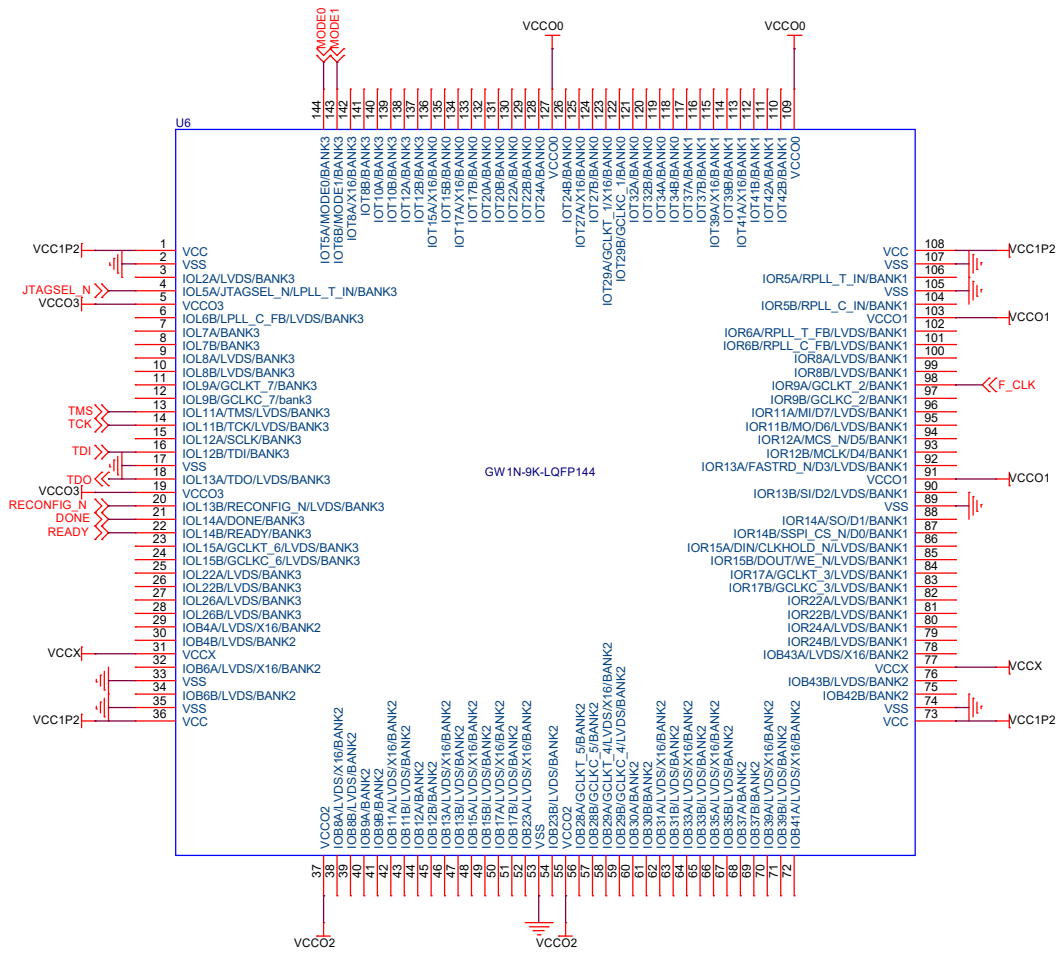 MODE0
MODE1
VCCO0
VCCO0
144
143
142
141
140
139
138
137
136
135
134
133
132
131
130
129
128
127
126
125
124
123
122
121
120
119
118
117
116
115
114
113
112
111
110
109
U6
IOT5A/MODE0/BANK3
IOT6B/MODE1/BANK3
IOT8A/X16/BANK3
IOT8B/BANK3
IOT10A/BANK3
IOT10B/BANK3
IOT12A/BANK3
IOT12B/BANK3
IOT15A/X16/BANK0
IOT15B/BANK0
IOT17A/X16/BANK0
IOT17B/BANK0
IOT20A/BANK0
IOT20B/BANK0
IOT22A/BANK0
IOT22B/BANK0
IOT24A/BANK0
VCCO0
IOT24B/BANK0
IOT27A/X16/BANK0
IOT27B/BANK0
IOT29A/GCLKT_1/X16/BANK0
IOT29B/GCLKC_1/BANK0
IOT32A/BANK0
IOT32B/BANK0
IOT34A/BANK0
IOT34B/BANK0
IOT37A/BANK1
IOT37B/BANK1
IOT39A/X16/BANK1
IOT39B/BANK1
IOT41A/X16/BANK1
IOT41B/BANK1
IOT42A/BANK1
IOT42B/BANK1
VCCO0
VCC1P2 1 VCC
2 VSS
3 IOL2A/LVDS/BANK3
JTAGSEL_N 4 IOL5A/JTAGSEL_N/LPLL_T_IN/BANK3
VCCO3 5 VCCO3
6 IOL6B/LPLL_C_FB/LVDS/BANK3
7 IOL7A/BANK3
8 IOL7B/BANK3
9 IOL8A/LVDS/BANK3
10 IOL8B/LVDS/BANK3
11 IOL9A/GCLKT_7/BANK3
12 IOL9B/GCLKC_7/bank3
TMS 13 IOL11A/TMS/LVDS/BANK3
TCK 14 IOL11B/TCK/LVDS/BANK3
15 IOL12A/SCLK/BANK3
TDI 16 IOL12B/TDI/BANK3
17 VSS
TDO 18 IOL13A/TDO/LVDS/BANK3
VCCO3 19 VCCO3
RECONFIG_N 20 IOL13B/RECONFIG_N/LVDS/BANK3
DONE 21 IOL14A/DONE/BANK3
READY 22 IOL14B/READY/BANK3
23 IOL15A/GCLKT_6/LVDS/BANK3
24 IOL15B/GCLKC_6/LVDS/BANK3
25 IOL22A/LVDS/BANK3
26 IOL22B/LVDS/BANK3
27 IOL26A/LVDS/BANK3
28 IOL26B/LVDS/BANK3
29 IOB4A/LVDS/X16/BANK2
30 IOB4B/LVDS/BANK2
VCCX 31 VCCX
32 IOB6A/LVDS/X16/BANK2
33 VSS
34 IOB6B/LVDS/BANK2
35 VSS
VCC1P2 36 VCC
GW1N-9K-LQFP144
VCC 108 VCC1P2
VSS 107
IOR5A/RPLL_T_IN/BANK1 106
VSS 105
IOR5B/RPLL_C_IN/BANK1 104
VCCO1 103 VCCO1
IOR6A/RPLL_T_FB/LVDS/BANK1 102
IOR6B/RPLL_C_FB/LVDS/BANK1 101
IOR8A/LVDS/BANK1 100
IOR8B/LVDS/BANK1 99
IOR9A/GCLKT_2/BANK1 98 F_CLK
IOR9B/GCLKC_2/BANK1 97
IOR11A/MI/D7/LVDS/BANK1 96
IOR11B/MO/D6/LVDS/BANK1 95
IOR12A/MCS_N/D5/BANK1 94
IOR12B/MCLK/D4/BANK1 93
IOR13A/FASTRD_N/D3/LVDS/BANK1 92
VCCO1 91 VCCO1
IOR13B/SI/D2/LVDS/BANK1 90
VSS 89
IOR14A/SO/D1/BANK1 88
IOR14B/SSPI_CS_N/D0/BANK1 87
IOR15A/DIN/CLKHOLD_N/LVDS/BANK1 86
IOR15B/DOUT/WE_N/LVDS/BANK1 85
IOR17A/GCLKT_3/LVDS/BANK1 84
IOR17B/GCLKC_3/LVDS/BANK1 83
IOR22A/LVDS/BANK1 82
IOR22B/LVDS/BANK1 81
IOR24A/LVDS/BANK1 80
IOR24B/LVDS/BANK1 79
IOB43A/LVDS/X16/BANK2 78
VCCX 77 VCCX
IOB43B/LVDS/BANK2 76
IOB42B/BANK2 75
VSS 74
VCC 73 VCC1P2
VCCO2
IOB8A/LVDS/X16/BANK2
IOB8B/LVDS/BANK2
IOB9A/BANK2
IOB9B/BANK2
IOB11A/LVDS/X16/BANK2
IOB11B/LVDS/BANK2
IOB12A/BANK2
IOB12B/BANK2
IOB13A/LVDS/X16/BANK2
IOB13B/LVDS/BANK2
IOB15A/LVDS/X16/BANK2
IOB15B/LVDS/BANK2
IOB17A/LVDS/X16/BANK2
IOB17B/LVDS/BANK2
IOB23A/LVDS/X16/BANK2
VSS
IOB23B/LVDS/BANK2
VCCO2
IOB28A/GCLKT_5/BANK2
IOB28B/GCLKC_5/BANK2
IOB29A/GCLKT_4/LVDS/X16/BANK2
IOB29B/GCLKC_4/LVDS/BANK2
IOB30A/BANK2
IOB30B/BANK2
IOB31A/LVDS/X16/BANK2
IOB31B/LVDS/BANK2
IOB33A/LVDS/X16/BANK2
IOB33B/LVDS/BANK2
IOB35A/LVDS/X16/BANK2
IOB35B/LVDS/BANK2
IOB37A/BANK2
IOB37B/BANK2
IOB39A/LVDS/X16/BANK2
IOB39B/LVDS/BANK2
IOB41A/LVDS/X16/BANK2
37
38
39
40
41
42
43
44
45
46
47
48
49
50
51
52
53
54
55
56
57
58
59
60
61
62
63
64
65
66
67
68
69
70
71
72
VCCO2
VCCO2